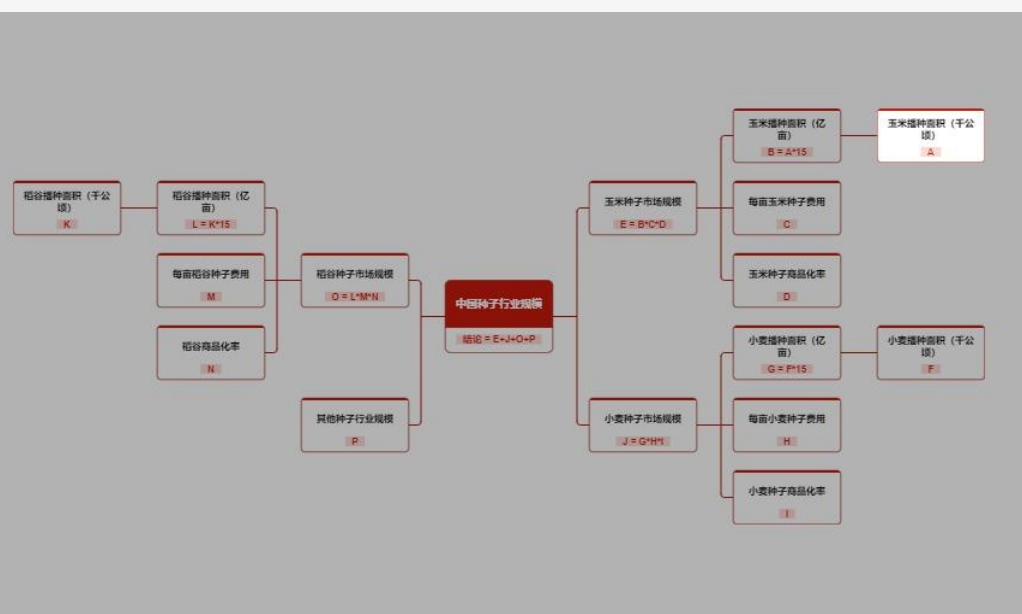 玉米播种面积（亿
亩）
B = A*15
玉米播种面积（千公
顷）
A
稻谷播种面积（千公
顷）
K
稻谷播种面积（亿
亩）
L = K*15
玉米种子市场规模
E = B*C*D
每亩玉米种子费用
C
每亩稻谷种子费用
M
稻谷种子市场规模
O = L*M*N
玉米种子商品化率
D
中国种子行业规模
结论 = E+J+O+P
稻谷商品化率
N
小麦播种面积（亿
亩）
G = F*15
小麦播种面积（千公
顷）
F
其他种子行业规模
P
小麦种子市场规模
J = G*H*I
每亩小麦种子费用
H
小麦种子商品化率
I